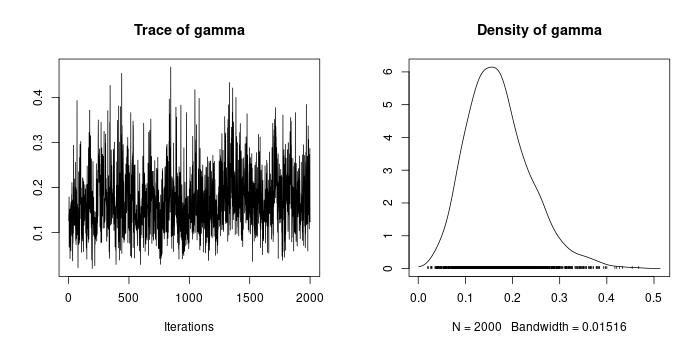 Trace of gamma
0.4
0.3
0.2
0.1
0 500 1000 1500 2000
Iterations
Density of gamma
6
5
4
3
2
1
0
0.0 0.1 0.2 0.3 0.4 0.5
N = 2000 Bandwidth = 0.01516